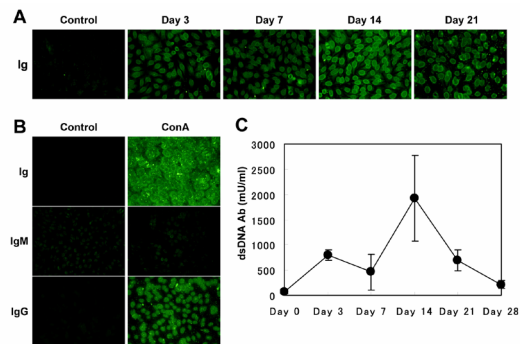 A
Control Day 3 Day 7 Day 14 Day 21
Ig
B
Control ConA
Ig
IgM
IgG
C
dsDNA Ab (mU/ml)
3000
2500
2000
1500
1000
500
0
Day 0 Day 3 Day 7 Day 14 Day 21 Day 28